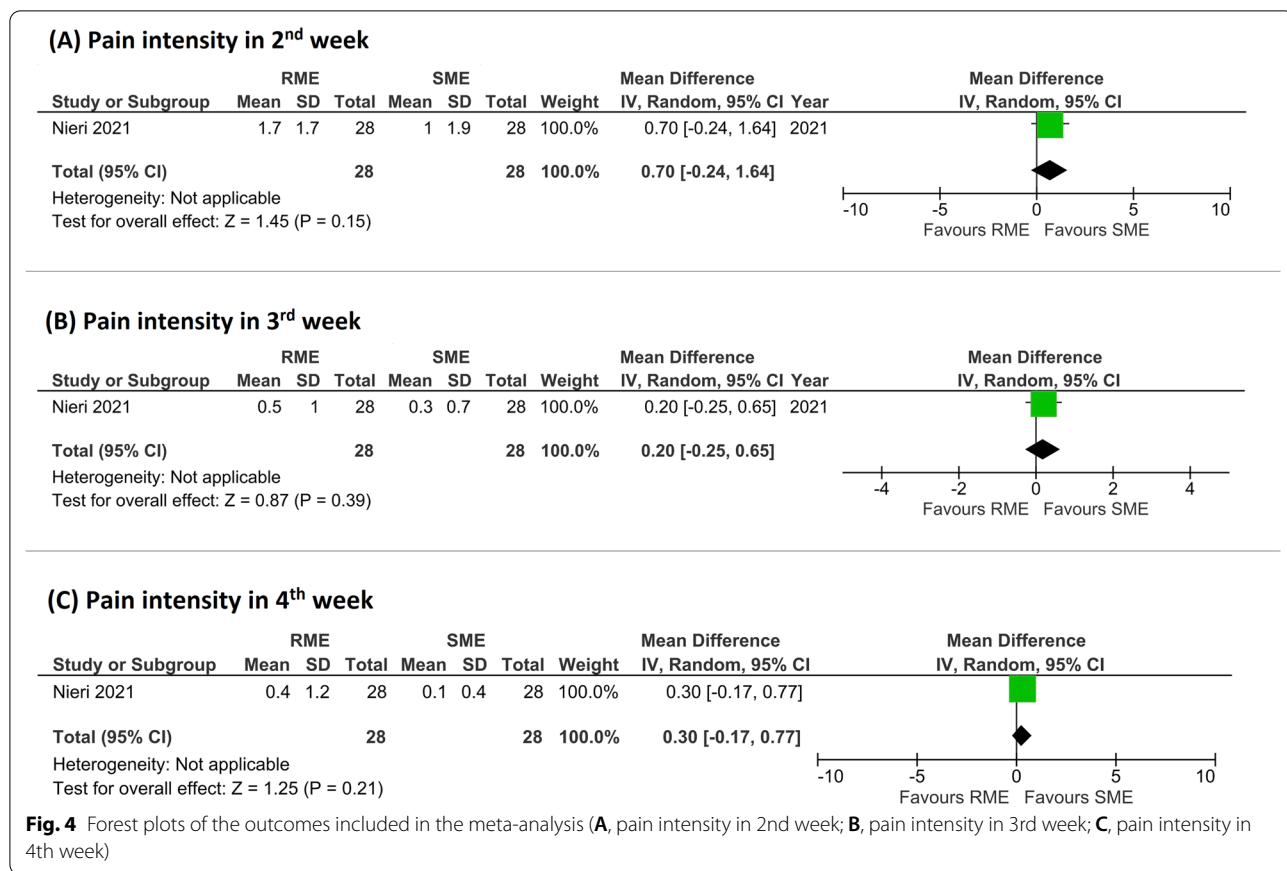 (A) Pain intensity in 2nd week
RME SME Mean Difference Mean Difference
Study or Subgroup Mean SD Total Mean SD Total Weight IV, Random, 95% CI Year IV, Random, 95% CI
Nieri 2021 1.7 1.7 28 1 1.9 28 100.0% 0.70 [-0.24, 1.64] 2021
Total (95% CI) 28 28 100.0% 0.70 [-0.24, 1.64]
Heterogeneity: Not applicable
Test for overall effect: Z = 1.45 (P = 0.15)
-10 -5 0 5 10
Favours RME Favours SME
(B) Pain intensity in 3rd week
RME SME Mean Difference Mean Difference
Study or Subgroup Mean SD Total Mean SD Total Weight IV, Random, 95% CI Year IV, Random, 95% CI
Nieri 2021 0.5 1 28 0.3 0.7 28 100.0% 0.20 [-0.25, 0.65] 2021
Total (95% CI) 28 28 100.0% 0.20 [-0.25, 0.65]
Heterogeneity: Not applicable
Test for overall effect: Z = 0.87 (P = 0.39)
-4 -2 0 2 4
Favours RME Favours SME
(C) Pain intensity in 4th week
RME SME Mean Difference Mean Difference
Study or Subgroup Mean SD Total Mean SD Total Weight IV, Random, 95% CI IV, Random, 95% CI
Nieri 2021 0.4 1.2 28 0.1 0.4 28 100.0% 0.30 [-0.17, 0.77]
Total (95% CI) 28 28 100.0% 0.30 [-0.17, 0.77]
Heterogeneity: Not applicable
Test for overall effect: Z = 1.25 (P = 0.21)
-10 -5 0 5 10
Favours RME Favours SME
Fig. 4 Forest plots of the outcomes included in the meta-analysis (A, pain intensity in 2nd week; B, pain intensity in 3rd week; C, pain intensity in
4th week)